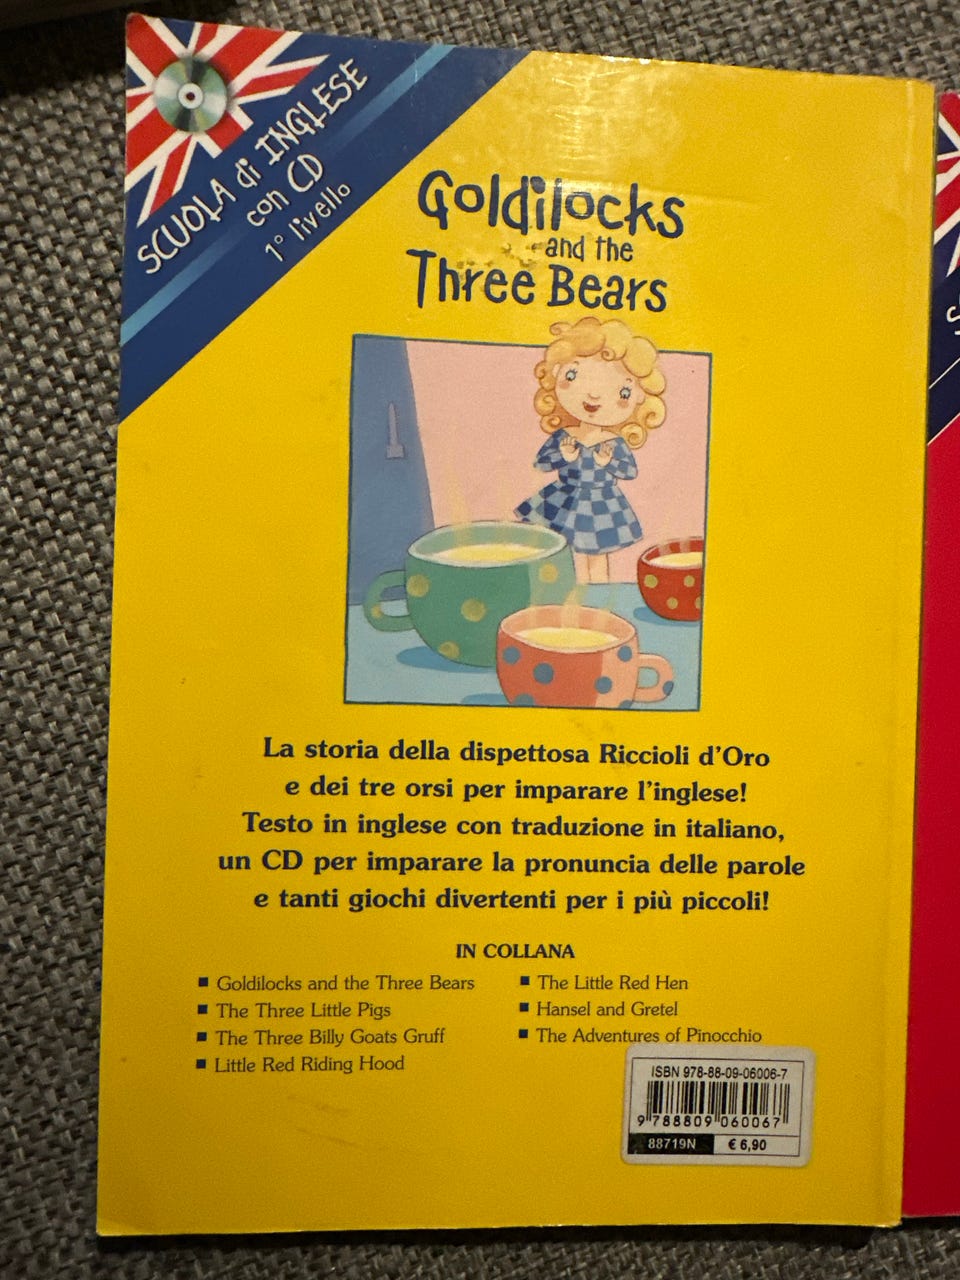 SCUOLA di INGLESE
con CD
1° livello
Goldilocks
and the
Three Bears
La storia della dispettosa Riccioli d'Oro
e dei tre orsi per imparare l'inglese!
Testo in inglese con traduzione in italiano,
un CD per imparare la pronuncia delle parole
e tanti giochi divertenti per i più piccoli!
IN COLLANA
Goldilocks and the Three Bears
The Three Little Pigs
The Three Billy Goats Gruff
Little Red Riding Hood
The Little Red Hen
Hansel and Gretel
The Adventures of Pinocchio
ISBN 978-88-09-06006-7
9 788809 060067
88719N € 6,90